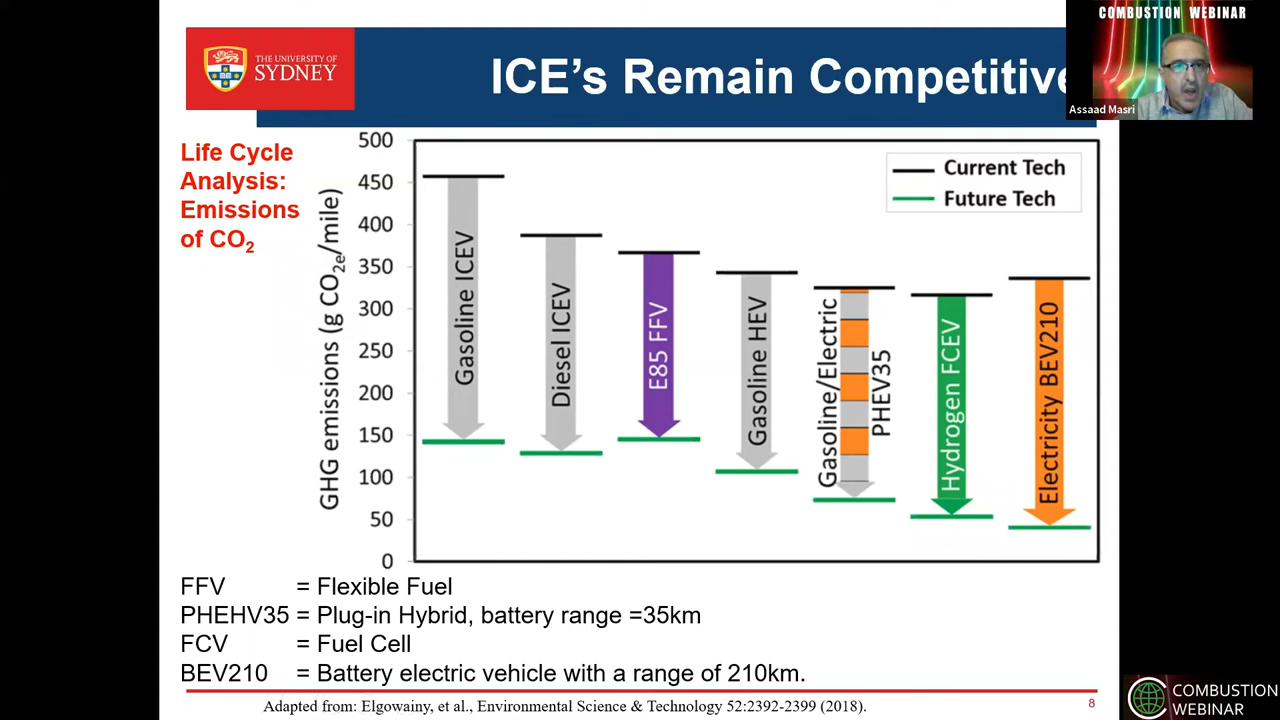 COMBUSTION WEBINAR
Assaad Masri
THE UNIVERSITY OF
SYDNEY
ICE's Remain Competitive
Life Cycle
Analysis:
Emissions
of CO2
GHG emissions (g CO2e/mile)
500
450
400
350
300
250
200
150
100
50
0
Current Tech
Future Tech
Gasoline ICEV
Diesel ICEV
E85 FFV
Gasoline HEV
Gasoline/Electric
PHEV35
Hydrogen FCEV
Electricity BEV210
FFV = Flexible Fuel
PHEHV35 = Plug-in Hybrid, battery range =35km
FCV = Fuel Cell
BEV210 = Battery electric vehicle with a range of 210km.
Adapted from: Elgowainy, et al., Environmental Science & Technology 52:2392-2399 (2018).
8
COMBUSTION
WEBINAR